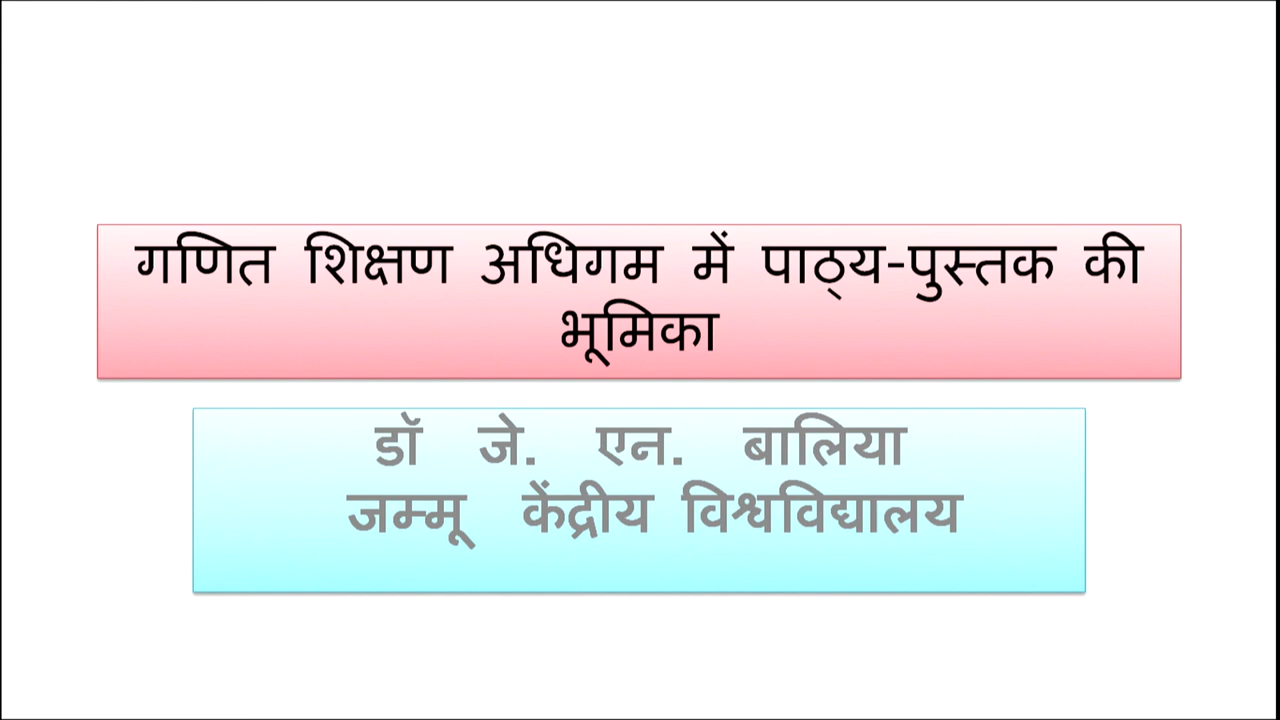 गणित शिक्षण अधिगम में पाठ्य-पुस्तक की
भूमिका
डॉ जे. एन. बालिया
जम्मू केंद्रीय विश्वविद्यालय